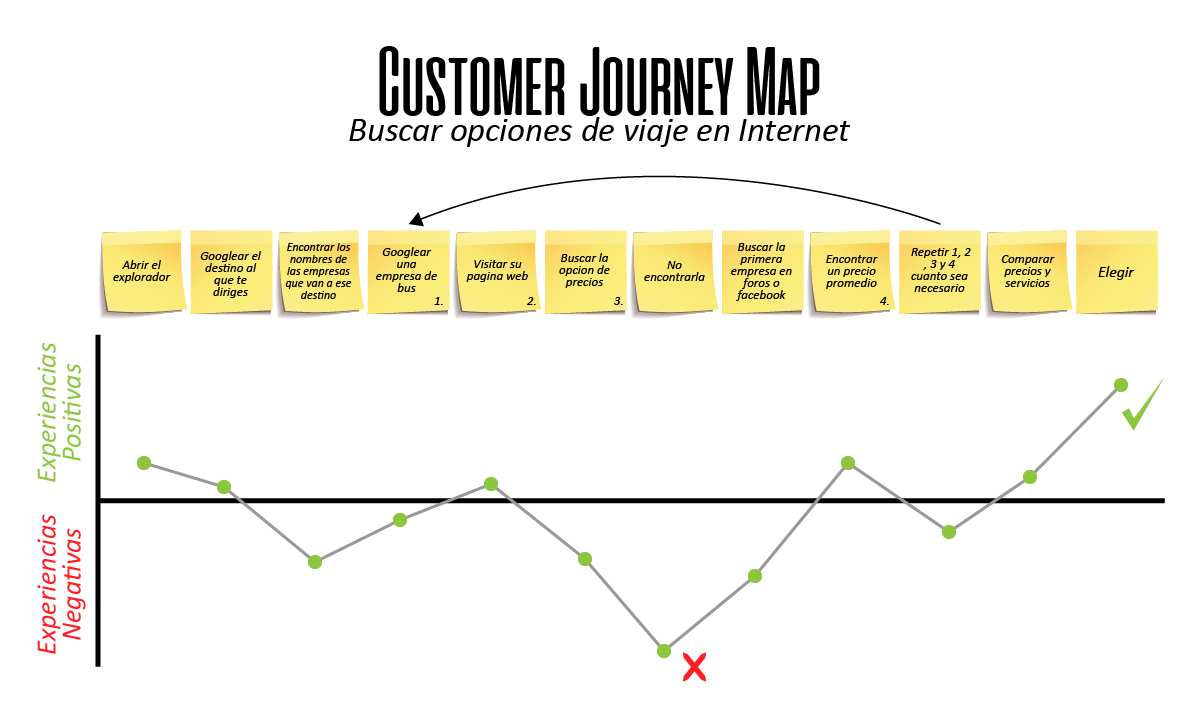 CUSTOMER JOURNEY MAP
Buscar opciones de viaje en Internet
Abrir el
explorador
Googlear el
destino al
que te
diriges
Encontrar los
nombres de
las empresas
que van a ese
destino
Googlear
una
empresa de
bus
1.
Visitar su
pagina web
2.
Buscar la
opcion de
precios
3.
No
encontrarla
Buscar la
primera
empresa en
foros o
facebook
Encontrar
un precio
promedio
4.
Repetir 1, 2
, 3 y 4
cuanto sea
necesario
Comparar
precios y
servicios
Elegir
Experiencias
Positivas
Experiencias
Negativas